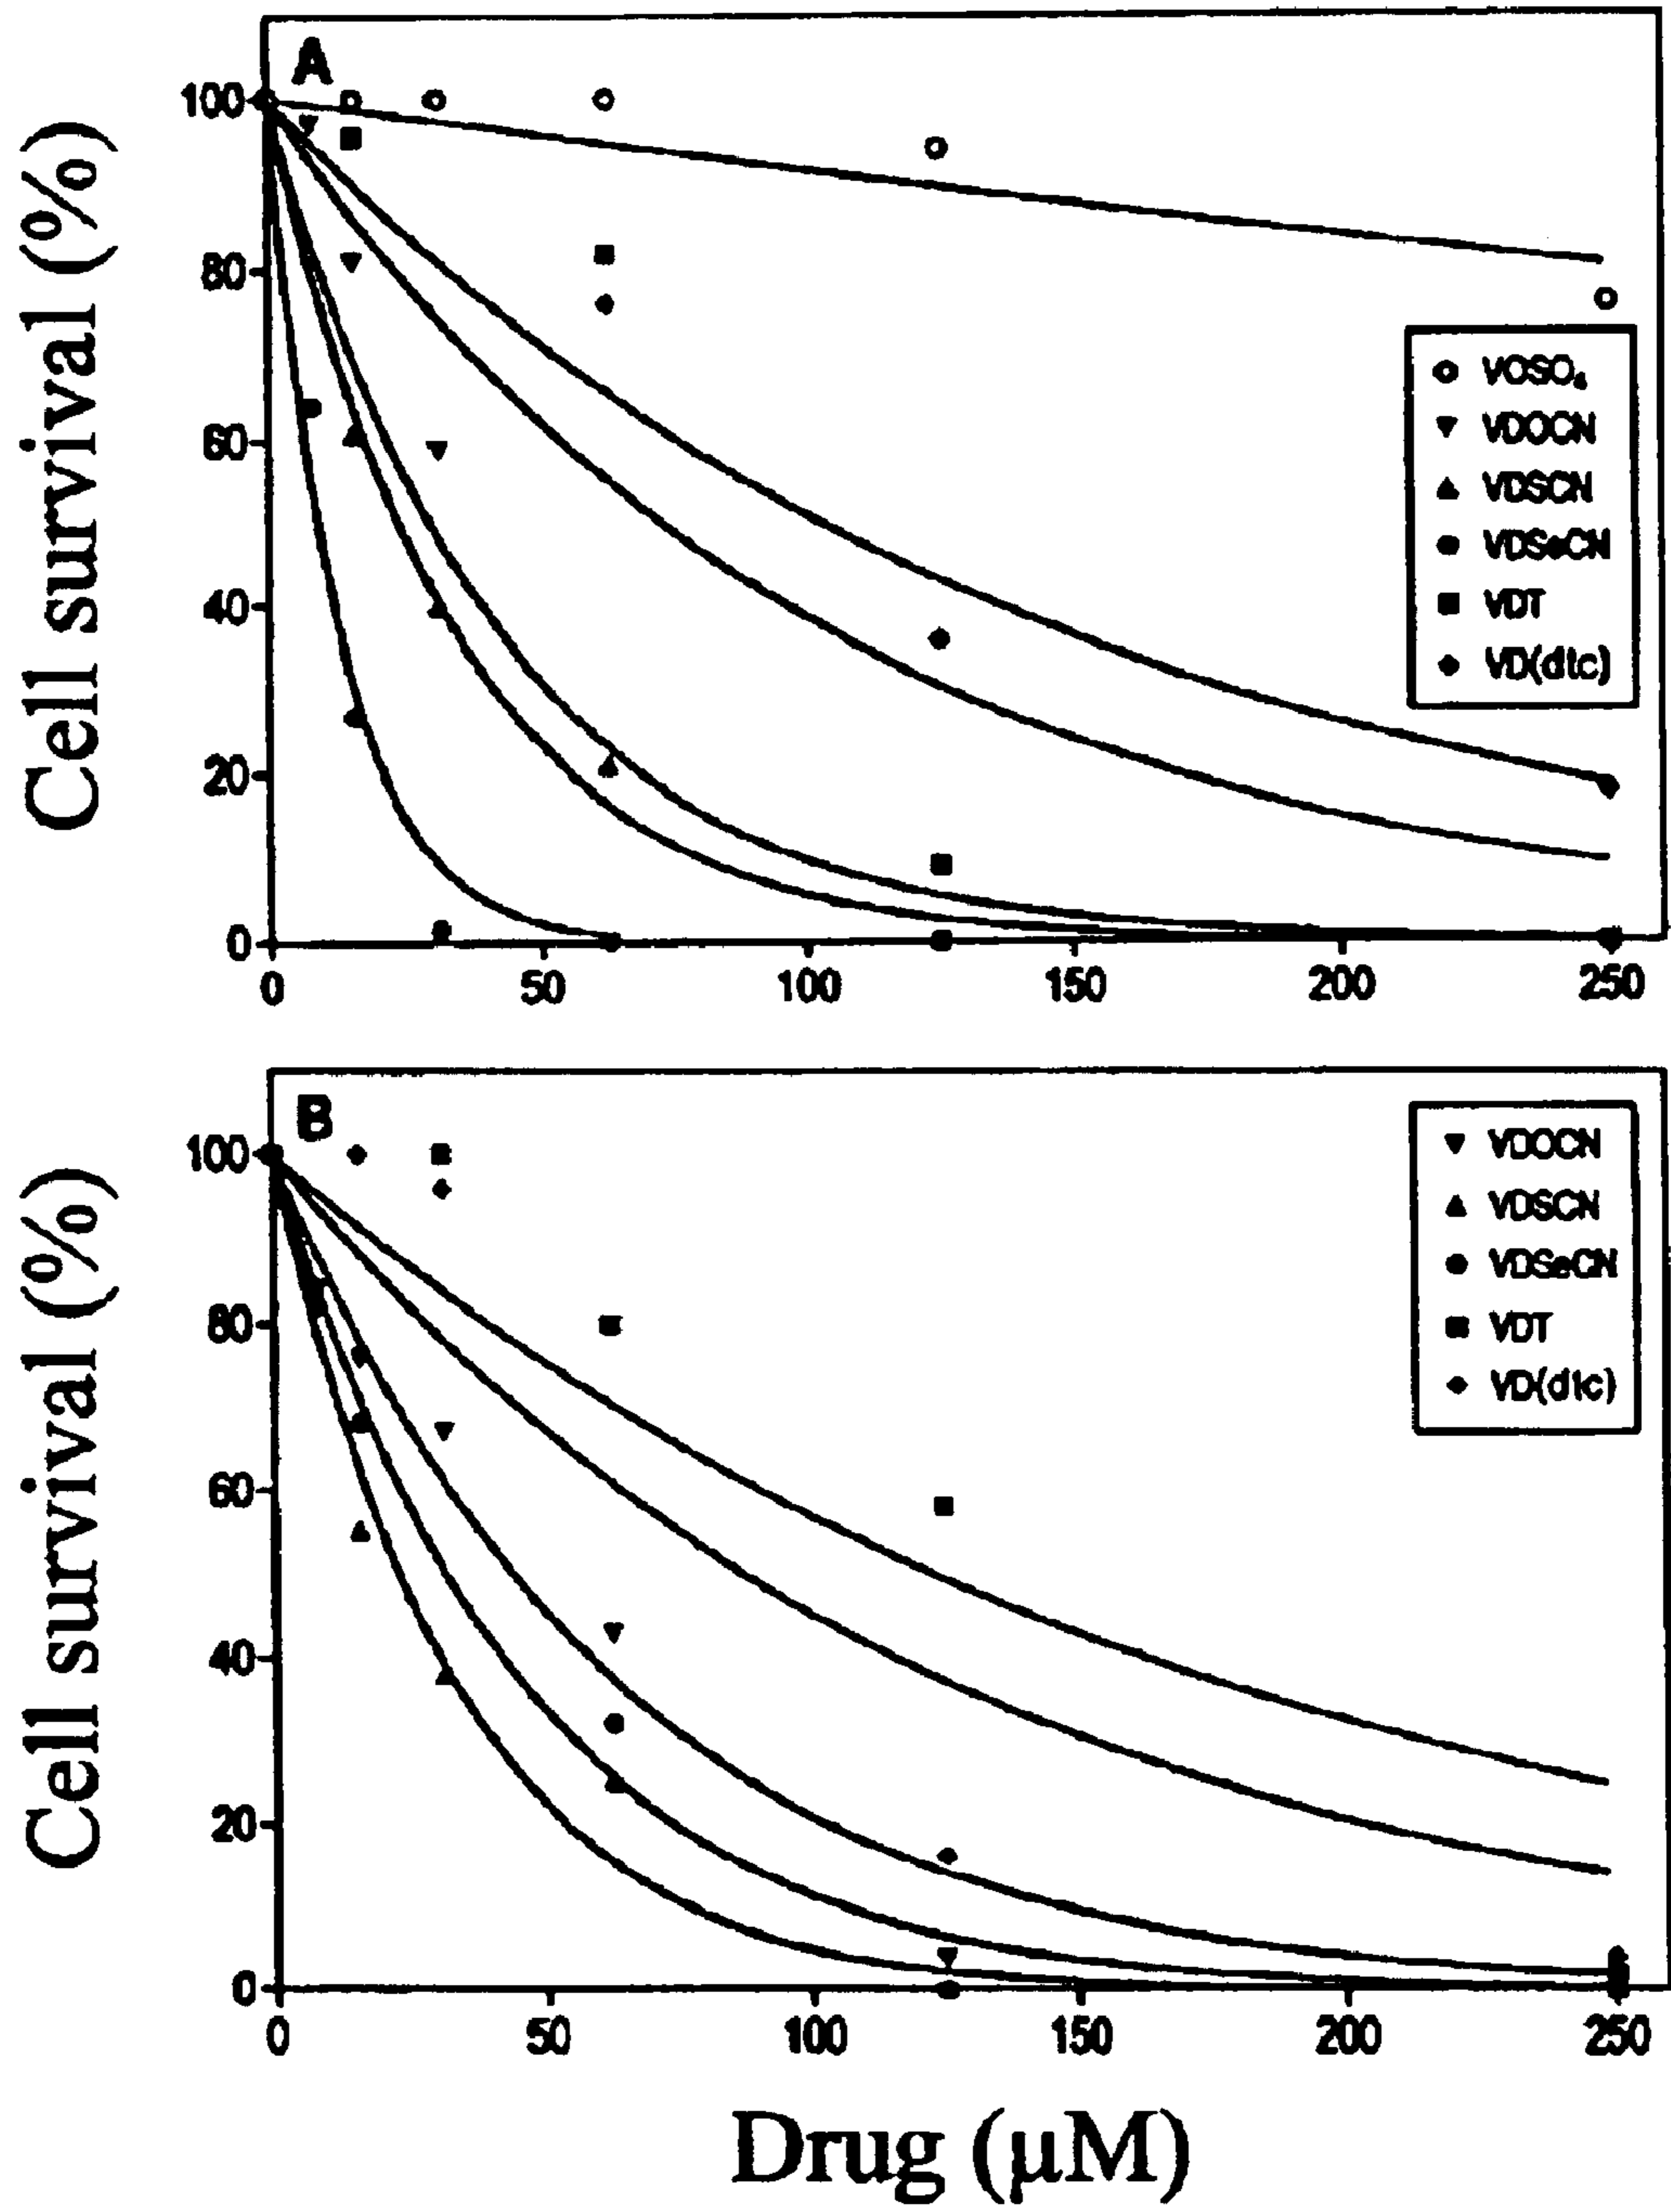 A
Cell survival (%)
100
80
60
40
20
0
VOSO₄
VDOCN
VDSCN
VDSeCN
VDT
VD(dtc)
0 50 100 150 200 250
B
Cell survival (%)
100
80
60
40
20
0
VDOCN
VDSCN
VDSeCN
VDT
VD(dtc)
0 50 100 150 200 250
Drug (μM)